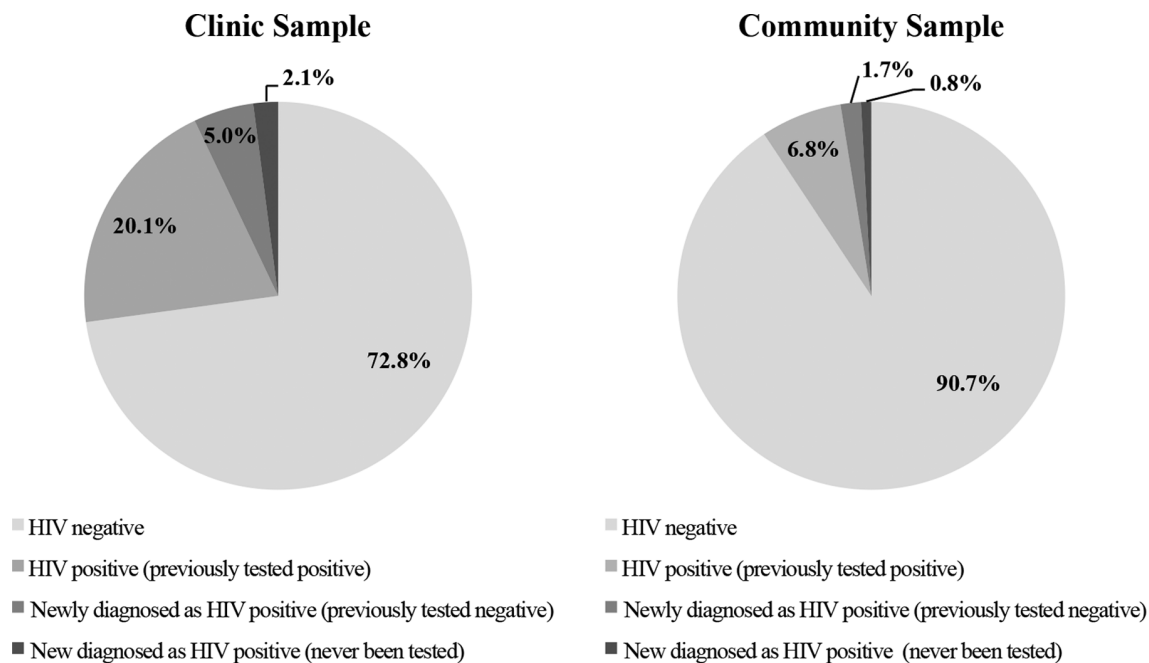 Clinic Sample
2.1%
5.0%
20.1%
72.8%
HIV negative
HIV positive (previously tested positive)
Newly diagnosed as HIV positive (previously tested negative)
New diagnosed as HIV positive (never been tested)
Community Sample
1.7%
0.8%
6.8%
90.7%
HIV negative
HIV positive (previously tested positive)
Newly diagnosed as HIV positive (previously tested negative)
New diagnosed as HIV positive (never been tested)